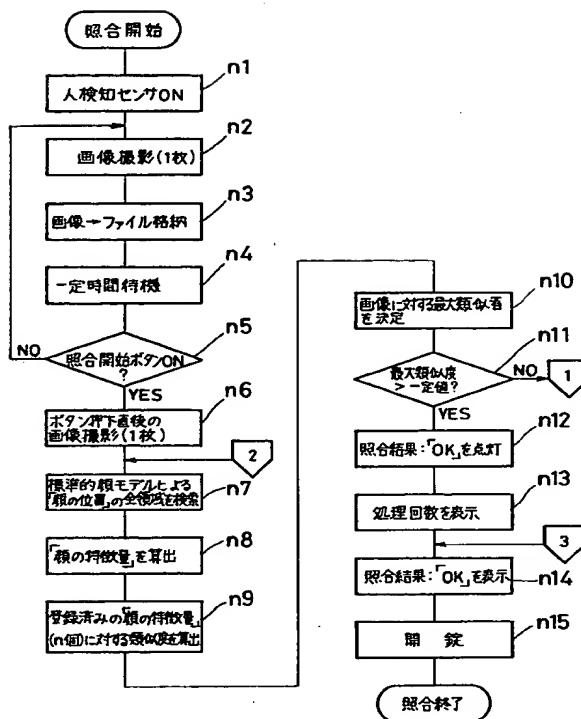 照合開始
n1
人検知センサON
n2
画像撮影(1枚)
n3
画像→ファイル格納
n4
一定時間待機
n5
照合開始ボタンON
?
NO
YES
n6
ボタン押下直後の
画像撮影(1枚)
2
n7
標準的顔モデルによる
「顔の位置」の全領域を検索
n8
「顔の特徴量」を算出
n9
登録済みの「顔の特徴量」
(n個)に対する類似度を算出
n10
画像に対する最大類似者
を決定
n11
最大類似度
>一定値?
NO
1
YES
n12
照合結果:「OK」を点灯
n13
処理回数を表示
3
n14
照合結果:「OK」を表示
n15
開錠
照合終了